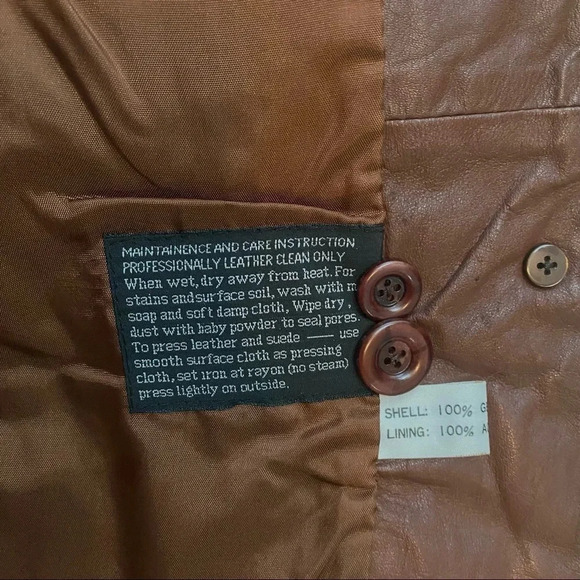 MAINTAINENCE AND CARE INSTRUCTION
PROFESSIONALLY LEATHER CLEAN ONLY
When wet, dry away from heat. For
stains and surface soil, wash with
soap and soft damp cloth, Wipe dry,
dust with baby powder to seal pores.
To press leather and suede — use
smooth surface cloth as pressing
cloth, set iron at rayon (no steam)
press lightly on outside.
SHELL: 100%
LINING: 100%